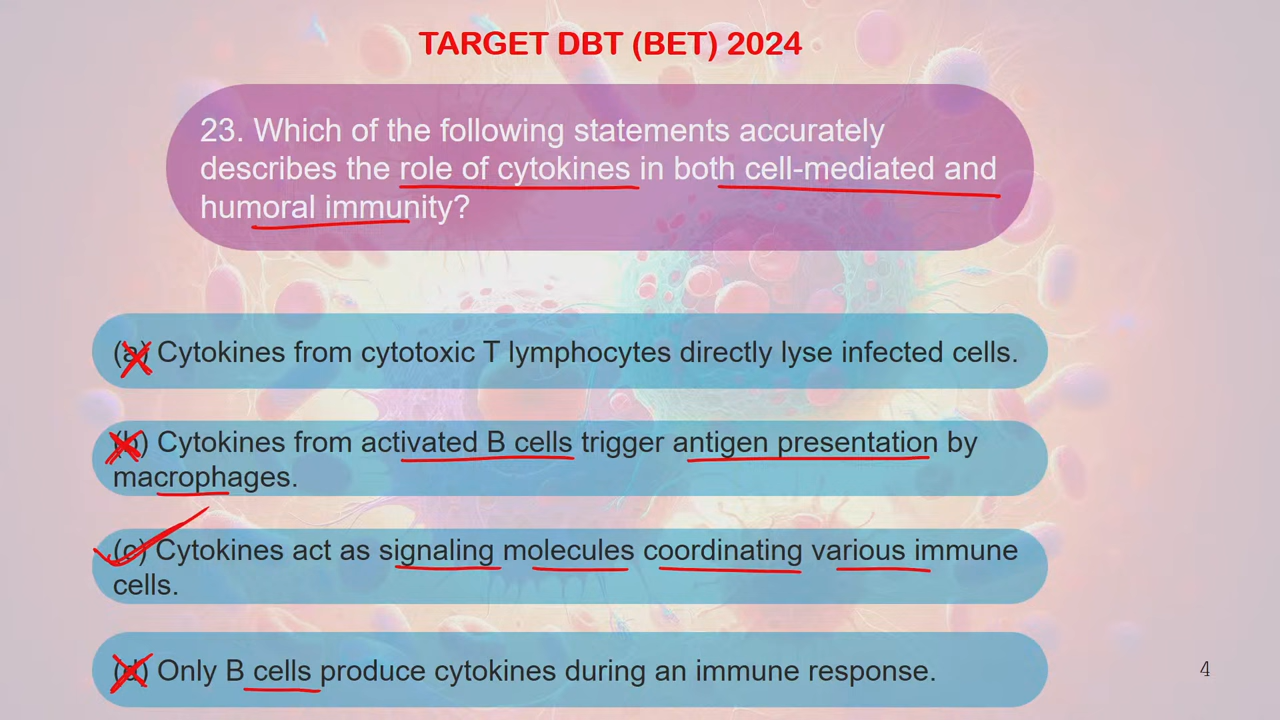 TARGET DBT (BET) 2024
23. Which of the following statements accurately
describes the role of cytokines in both cell-mediated and
humoral immunity?
(a) Cytokines from cytotoxic T lymphocytes directly lyse infected cells.
(b) Cytokines from activated B cells trigger antigen presentation by
macrophages.
(c) Cytokines act as signaling molecules coordinating various immune
cells.
(d) Only B cells produce cytokines during an immune response.
4